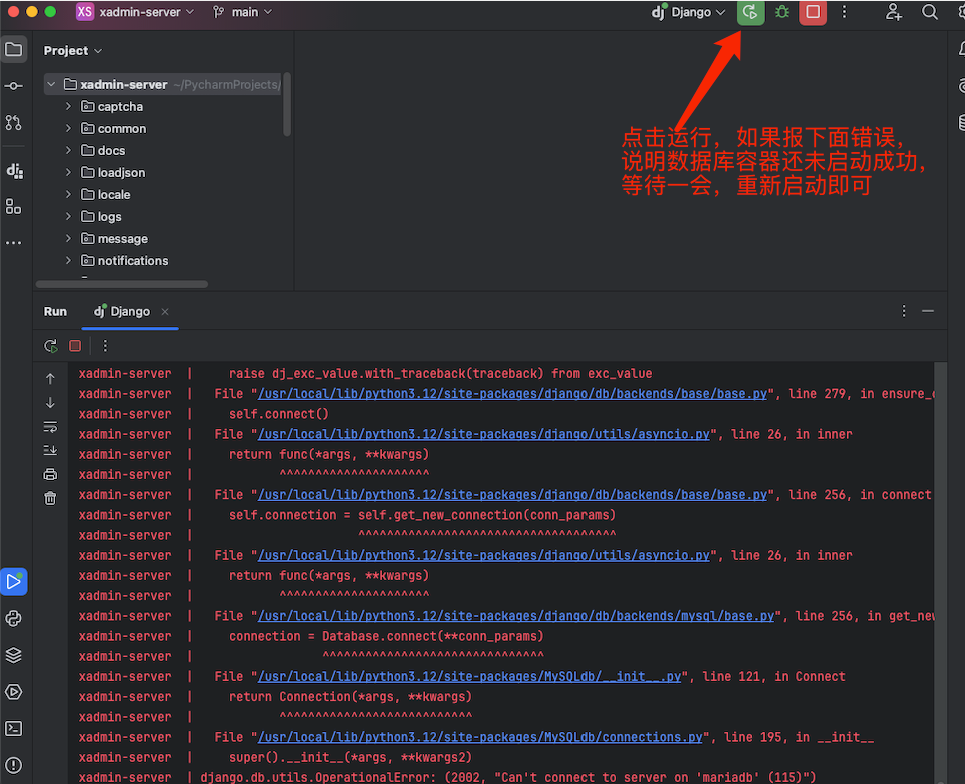 XS xadmin-server main dj Django
Project
xadmin-server ~/PycharmProjects/
captcha
common
docs
loadjson
locale
logs
message
notifications
点击运行，如果报下面错误，
说明数据库容器还未启动成功，
等待一会，重新启动即可
Run dj Django
xadmin-server | raise dj_exc_value.with_traceback(traceback) from exc_value
xadmin-server | File "/usr/local/lib/python3.12/site-packages/django/db/backends/base/base.py", line 279, in ensure_c
xadmin-server | self.connect()
xadmin-server | File "/usr/local/lib/python3.12/site-packages/django/utils/asyncio.py", line 26, in inner
xadmin-server | return func(*args, **kwargs)
xadmin-server | ^^^^^^^^^^^^^^^^^^^^^
xadmin-server | File "/usr/local/lib/python3.12/site-packages/django/db/backends/base/base.py", line 256, in connect
xadmin-server | self.connection = self.get_new_connection(conn_params)
xadmin-server | ^^^^^^^^^^^^^^^^^^^^^^^^^^^^^^^^^^^^
xadmin-server | File "/usr/local/lib/python3.12/site-packages/django/utils/asyncio.py", line 26, in inner
xadmin-server | return func(*args, **kwargs)
xadmin-server | ^^^^^^^^^^^^^^^^^^^^^
xadmin-server | File "/usr/local/lib/python3.12/site-packages/django/db/backends/mysql/base.py", line 256, in get_new
xadmin-server | connection = Database.connect(**conn_params)
xadmin-server | ^^^^^^^^^^^^^^^^^^^^^^^^^^^^^^^
xadmin-server | File "/usr/local/lib/python3.12/site-packages/MySQLdb/__init__.py", line 121, in Connect
xadmin-server | return Connection(*args, **kwargs)
xadmin-server | ^^^^^^^^^^^^^^^^^^^^^^^^^^^
xadmin-server | File "/usr/local/lib/python3.12/site-packages/MySQLdb/connections.py", line 195, in __init__
xadmin-server | super().__init__(*args, **kwargs2)
xadmin-server | django.db.utils.OperationalError: (2002, "Can't connect to server on 'mariadb' (115)")